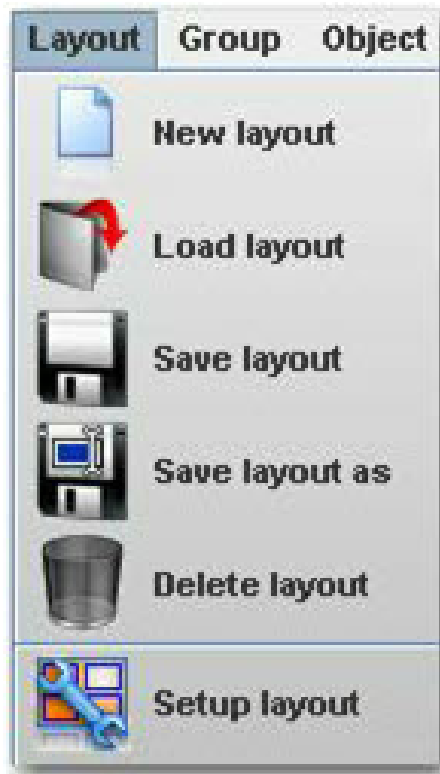 Layout Group Object
New layout
Load layout
Save layout
Save layout as
Delete layout
Setup layout